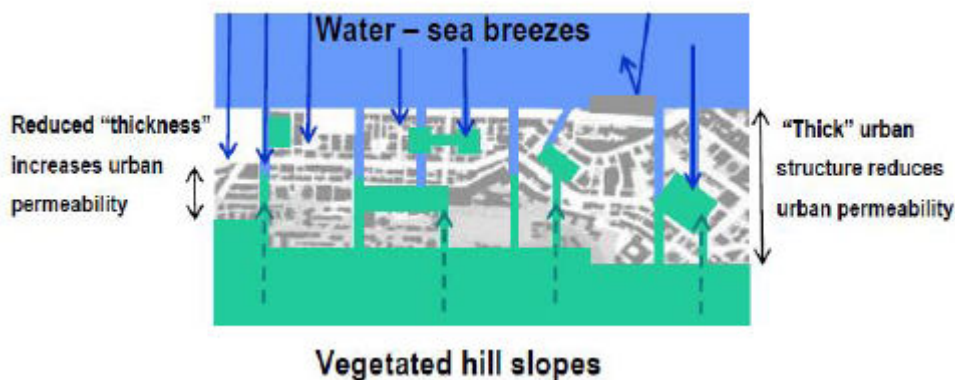 Water – sea breezes
Reduced “thickness”
increases urban
permeability
“Thick” urban
structure reduces
urban permeability
Vegetated hill slopes